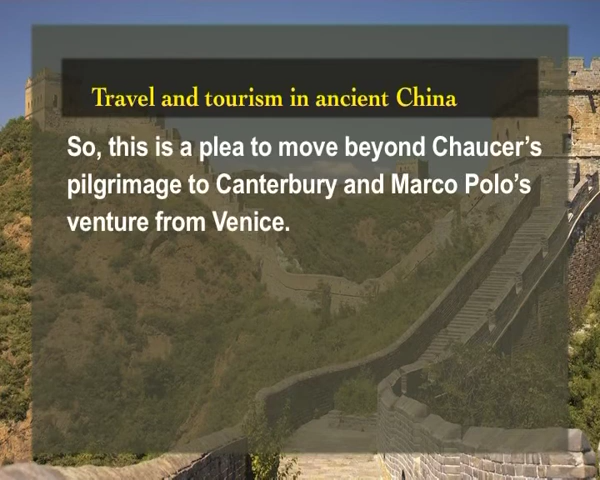 Travel and tourism in ancient China
So, this is a plea to move beyond Chaucer’s
pilgrimage to Canterbury and Marco Polo’s
venture from Venice.